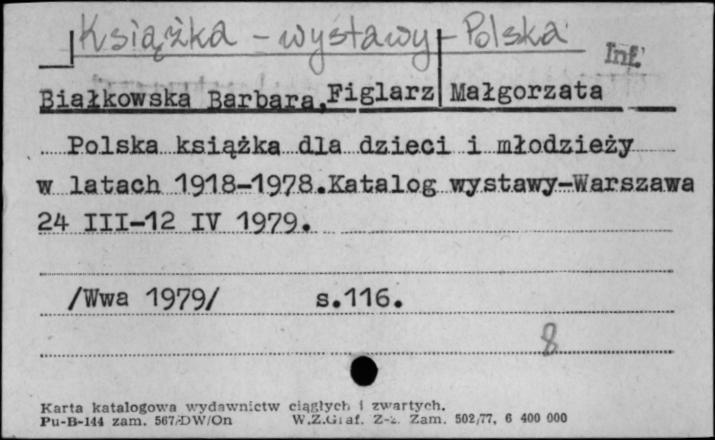 Książka - wystawy - Polska
Inf.
Białkowska Barbara, Figlarz Małgorzata
Polska książka dla dzieci i młodzieży
w latach 1918-1978.Katalog wystawy-Warszawa
24 III-12 IV 1979.
/Wwa 1979/ s.116.
8
Karta katalogowa wydawnictw ciągłych i zwartych.
Pu-B-144 zam. 567/DW/On W.Z.Graf. Z-2. Zam. 502/77, 6 400 000